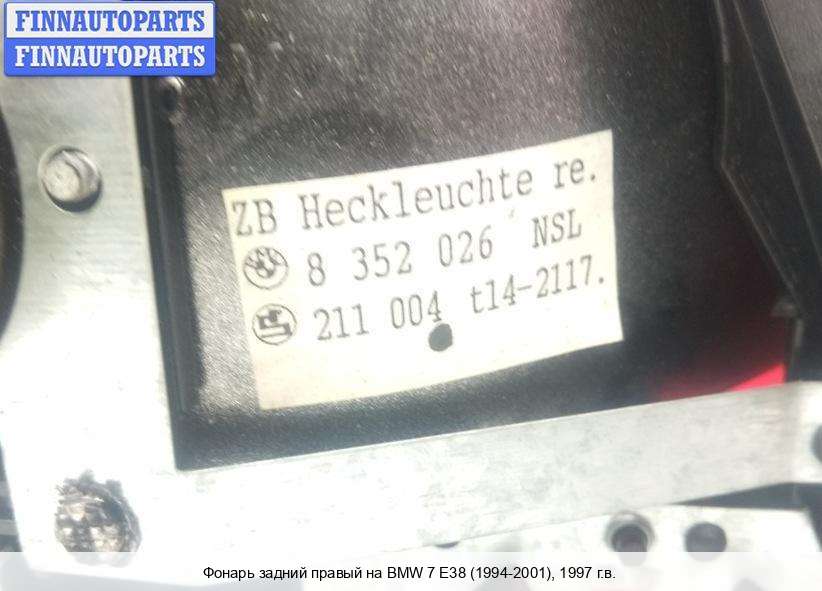 FINNAUTOPARTS
FINNAUTOPARTS
ZB Heckleuchte re.
8 352 026 NSL
211 004 t14-2117.
Фонарь задний правый на BMW 7 E38 (1994-2001), 1997 г.в.